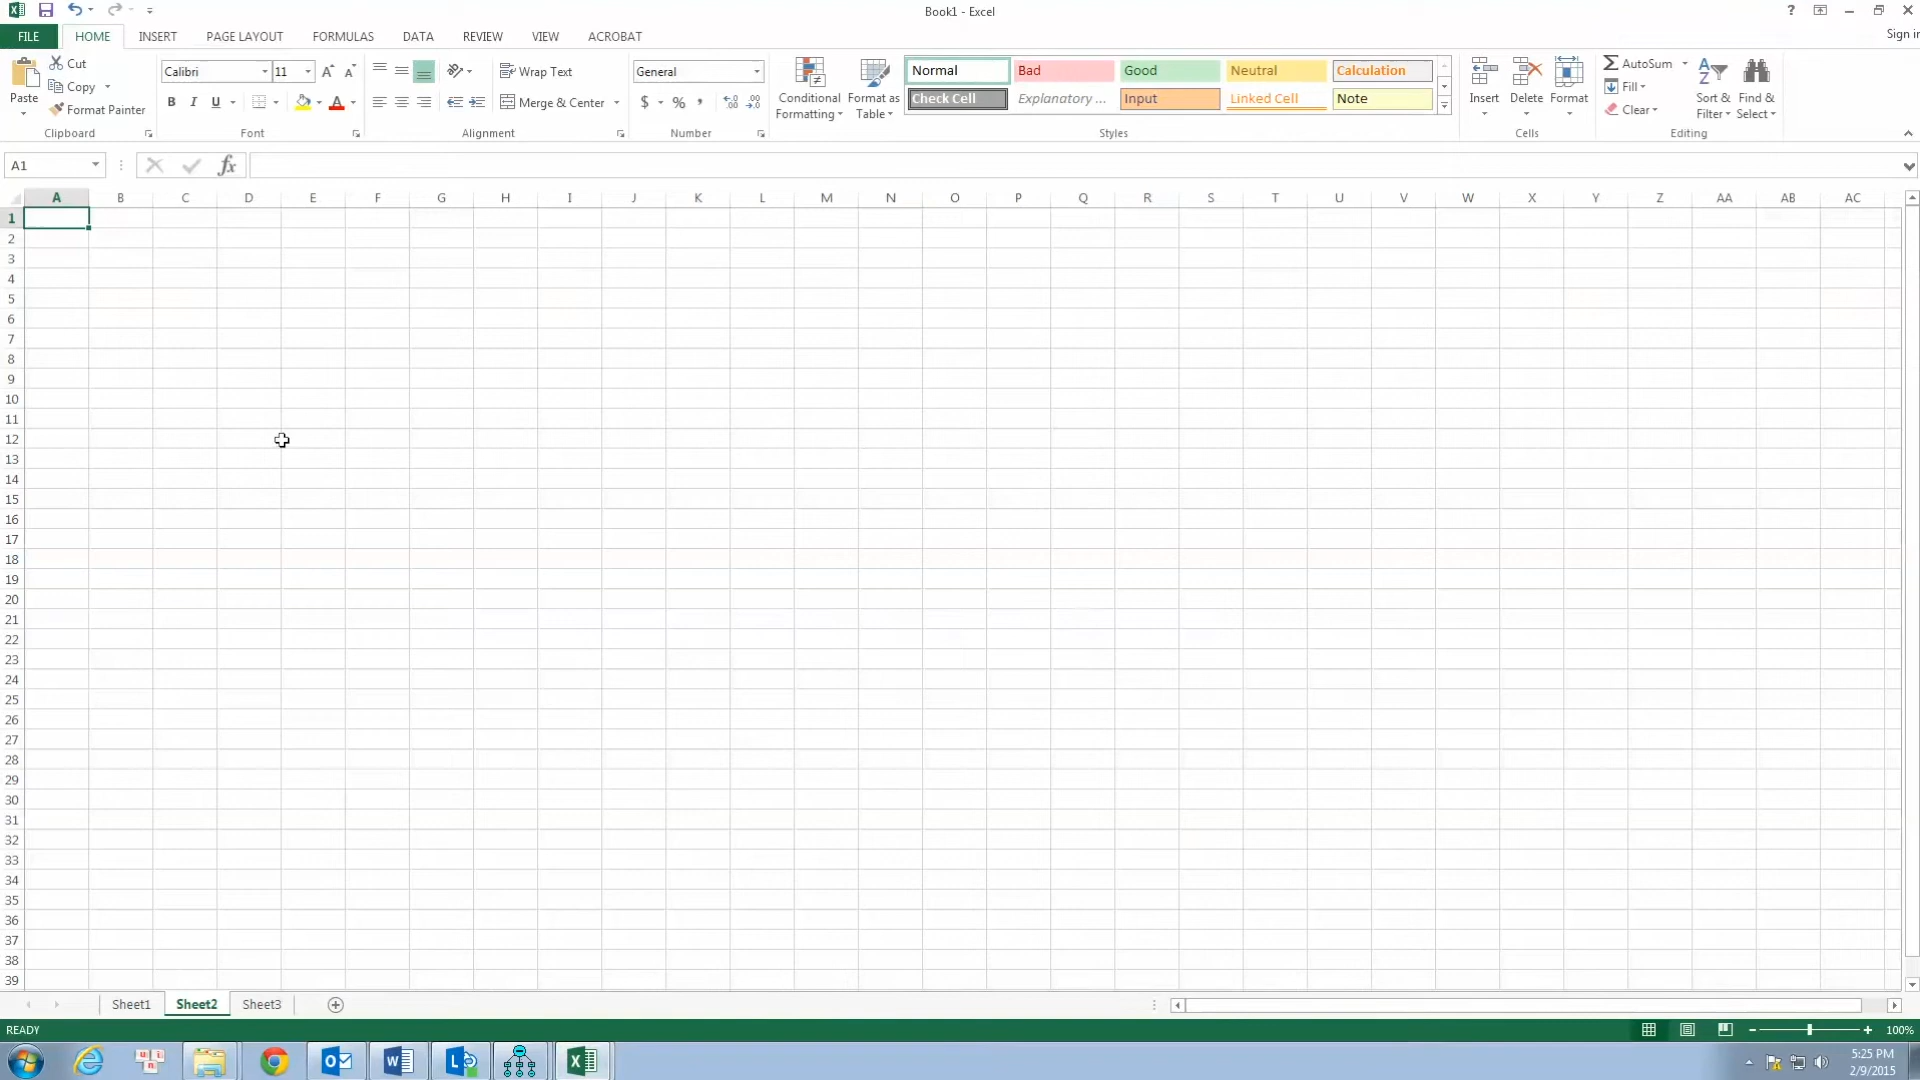 Book1 - Excel
?
FILE HOME INSERT PAGE LAYOUT FORMULAS DATA REVIEW VIEW ACROBAT
Sign in
Paste
Cut
Copy
Format Painter
Clipboard
Calibri 11
B I U
Font
Wrap Text
Merge & Center
Alignment
General
$ % ,
Number
Conditional Formatting
Format as Table
Normal Bad Good Neutral Calculation
Check Cell Explanatory ... Input Linked Cell Note
Styles
Insert Delete Format
Cells
AutoSum
Fill
Clear
Sort & Filter
Find & Select
Editing
A1 fx
A B C D E F G H I J K L M N O P Q R S T U V W X Y Z AA AB AC
1
2
3
4
5
6
7
8
9
10
11
12
13
14
15
16
17
18
19
20
21
22
23
24
25
26
27
28
29
30
31
32
33
34
35
36
37
38
39
Sheet1 Sheet2 Sheet3
READY
100%
5:25 PM
2/9/2015